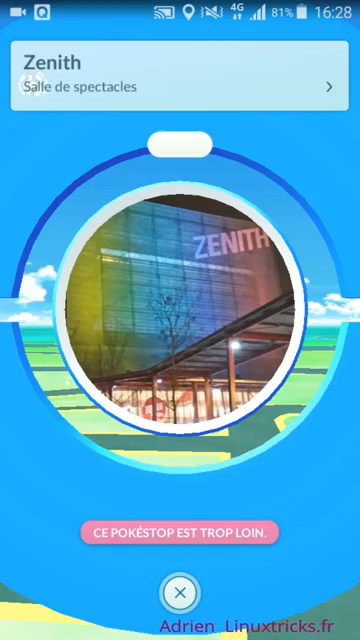 4G
81% 16:28
Zenith
Salle de spectacles
ZENITH
CE POKÉSTOP EST TROP LOIN.
Adrien Linuxtricks.fr